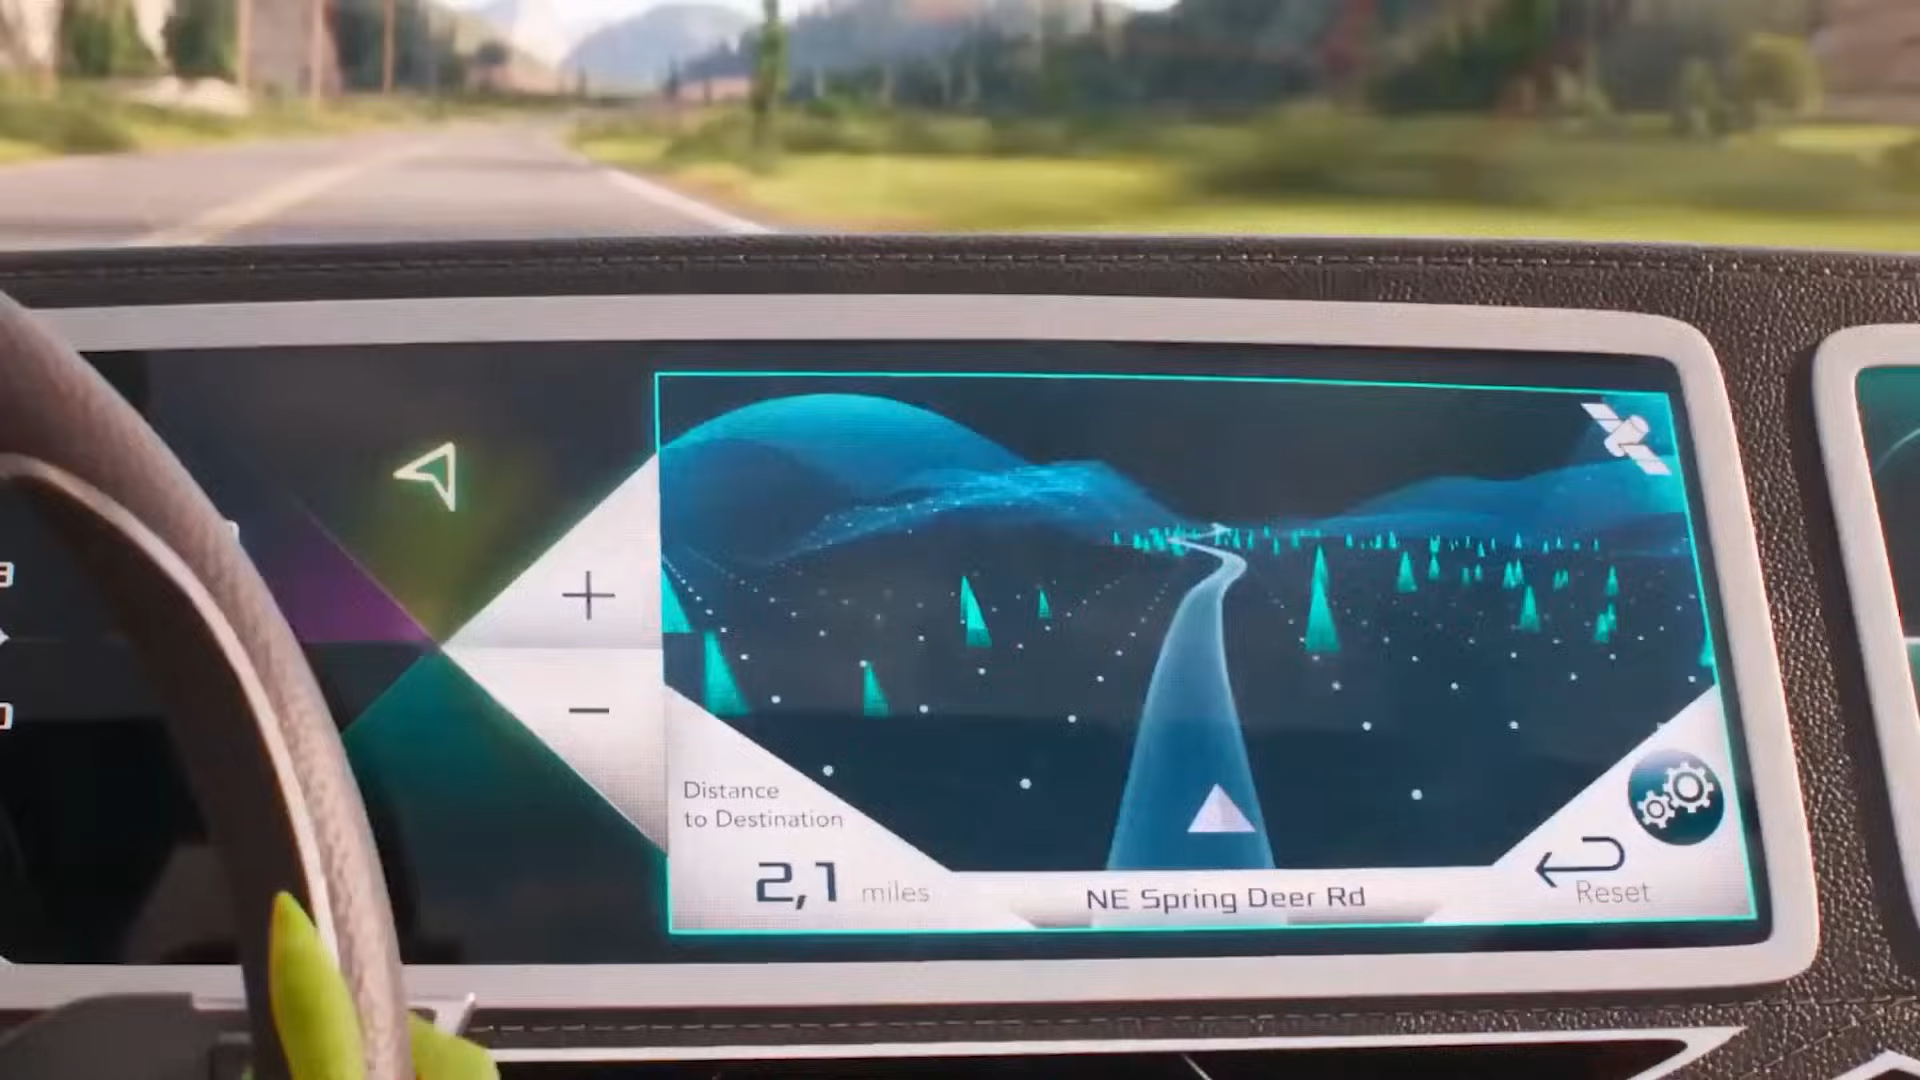 Distance
to Destination
2,1 miles
NE Spring Deer Rd
Reset